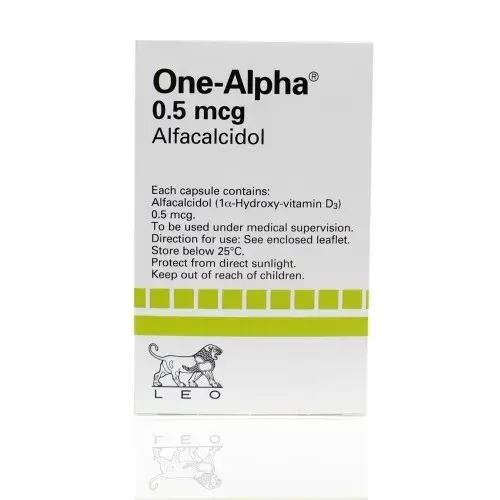 One-Alpha®
0.5 mcg
Alfacalcidol
Each capsule contains:
Alfacalcidol (1α-Hydroxy-vitamin D₃)
0.5 mcg.
To be used under medical supervision.
Direction for use: See enclosed leaflet.
Store below 25°C.
Protect from direct sunlight.
Keep out of reach of children.
LEO